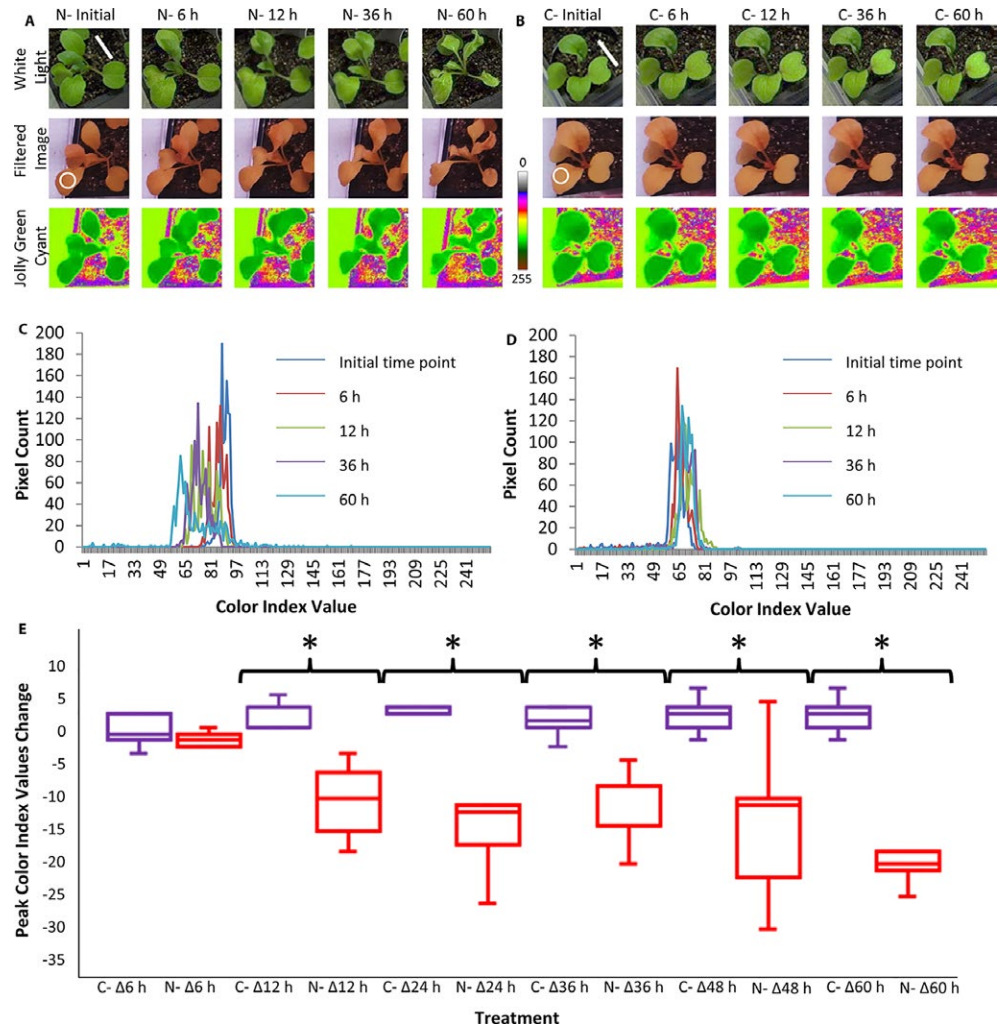 A
N- Initial
N- 6 h
N- 12 h
N- 36 h
N- 60 h
B
C- Initial
C- 6 h
C- 12 h
C- 36 h
C- 60 h
White
Light
Filtered
Image
Jolly Green
Cyant
0
255
C
200
180
160
140
120
100
80
60
40
20
0
Pixel Count
Initial time point
6 h
12 h
36 h
60 h
1
17
33
49
65
81
97
113
129
145
161
177
193
209
225
241
Color Index Value
D
200
180
160
140
120
100
80
60
40
20
0
Pixel Count
Initial time point
6 h
12 h
36 h
60 h
1
17
33
49
65
81
97
113
129
145
161
177
193
209
225
241
Color Index Value
E
* * * * *
10
5
0
-5
-10
-15
-20
-25
-30
-35
Peak Color Index Values Change
C- Δ6 h
N- Δ6 h
C- Δ12 h
N- Δ12 h
C- Δ24 h
N- Δ24 h
C- Δ36 h
N- Δ36 h
C- Δ48 h
N- Δ48 h
C- Δ60 h
N- Δ60 h
Treatment